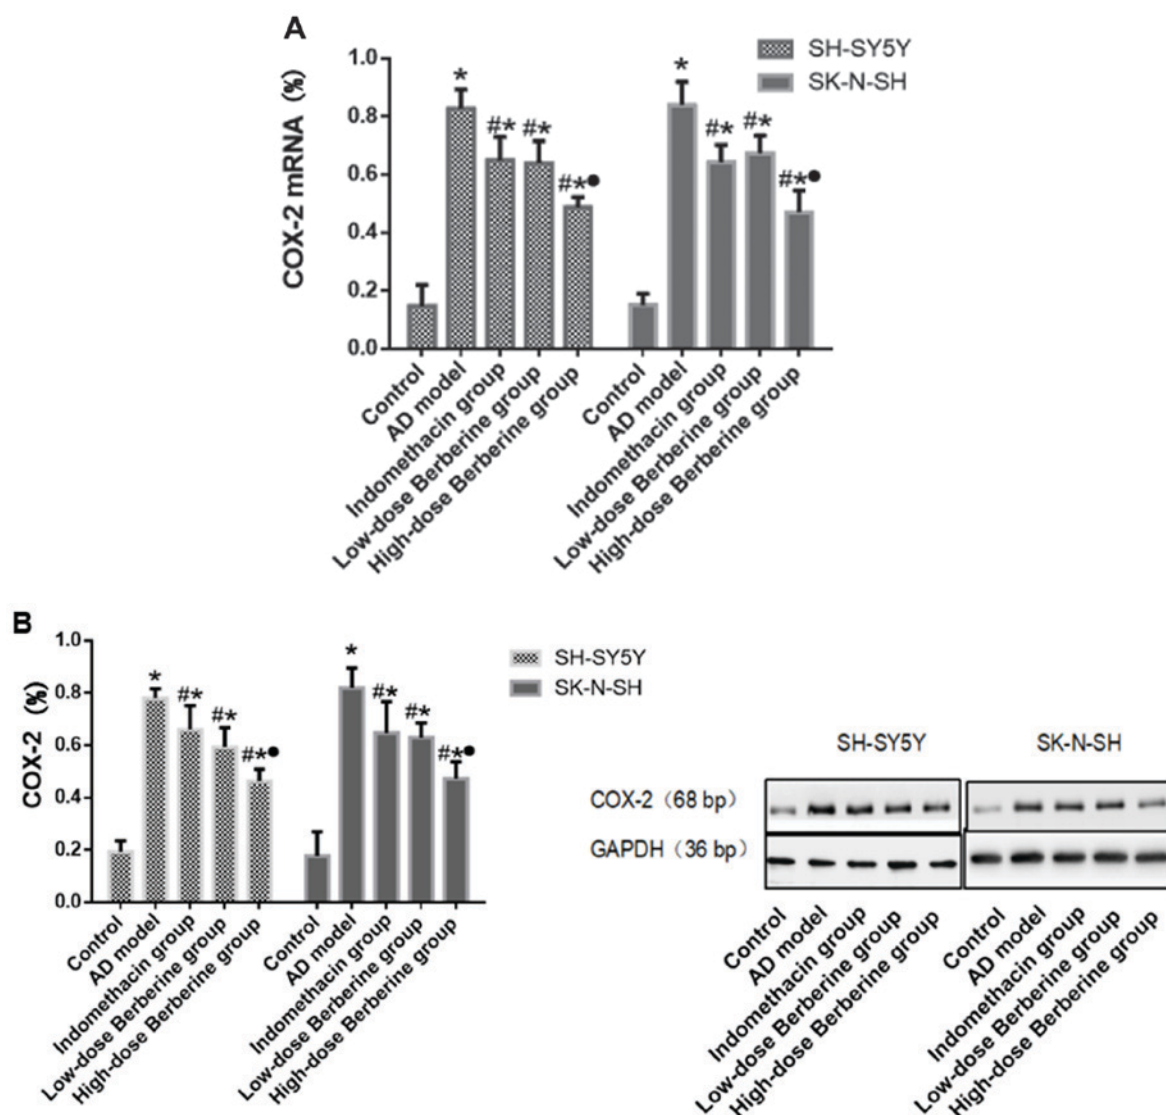 A
COX-2 mRNA (%)
1.0
0.8
0.6
0.4
0.2
0.0
*
#*
#*
#*●
*
#*
#*
#*●
SH-SY5Y
SK-N-SH
Control
AD model
Indomethacin group
Low-dose Berberine group
High-dose Berberine group
Control
AD model
Indomethacin group
Low-dose Berberine group
High-dose Berberine group
B
COX-2 (%)
1.0
0.8
0.6
0.4
0.2
0.0
*
#*
#*
#*●
*
#*
#*
#*●
SH-SY5Y
SK-N-SH
Control
AD model
Indomethacin group
Low-dose Berberine group
High-dose Berberine group
Control
AD model
Indomethacin group
Low-dose Berberine group
High-dose Berberine group
SH-SY5Y SK-N-SH
COX-2（68 bp）
GAPDH（36 bp）
Control
AD model
Indomethacin group
Low-dose Berberine group
High-dose Berberine group
Control
AD model
Indomethacin group
Low-dose Berberine group
High-dose Berberine group